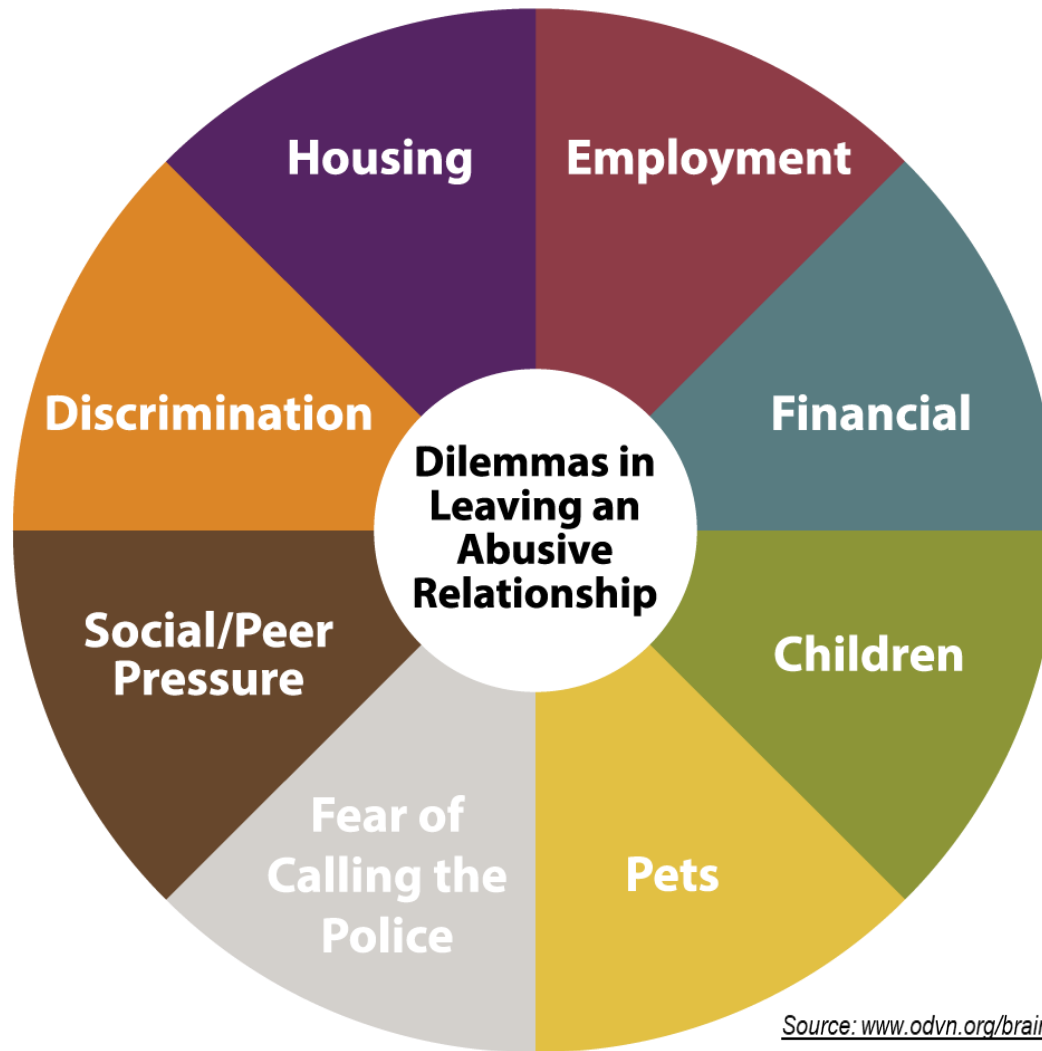 Housing
Employment
Discrimination
Financial
Dilemmas in
Leaving an
Abusive
Relationship
Social/Peer
Pressure
Children
Fear of
Calling the
Police
Pets
Source: www.odvn.org/brain